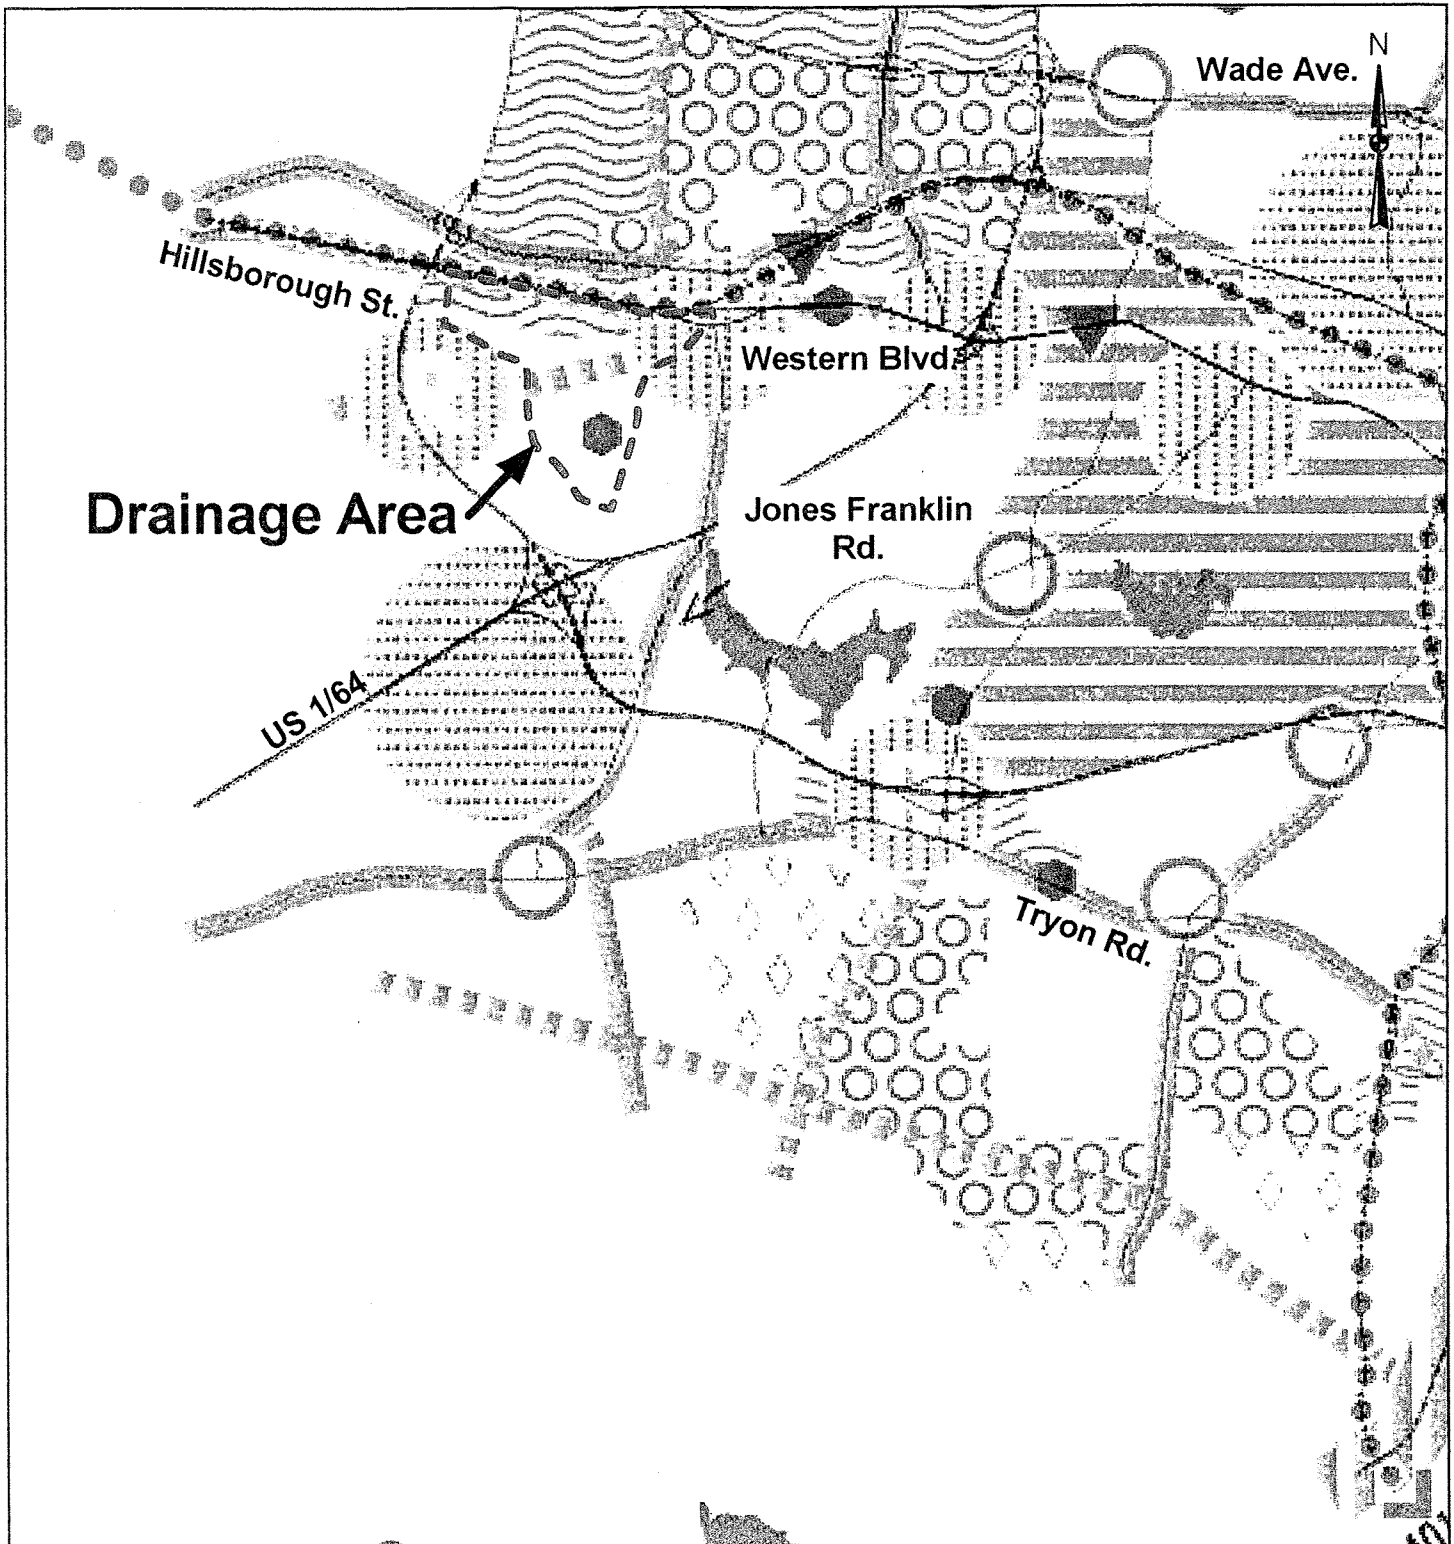 N
Wade Ave.
Hillsborough St.
Western Blvd.
Drainage Area
Jones Franklin
Rd.
US 1/64
Tryon Rd.